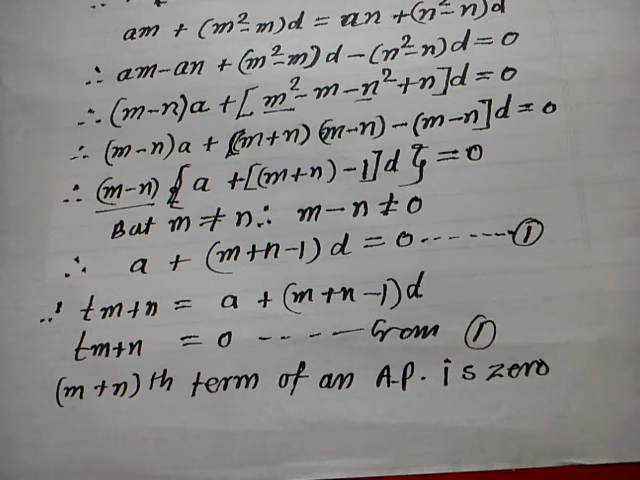 am + (m²-m)d = an + (n²-n)d
∴ am-an + (m²-m)d - (n²-n)d = 0
∴ (m-n)a + [m²-m-n²+n]d = 0
∴ (m-n)a + [(m+n) (m-n) - (m-n]d = 0
∴ (m-n) { a + [(m+n) - 1]d } = 0
But m ≠ n ∴ m - n ≠ 0
∴ a + (m+n-1)d = 0 ------- ①
∴ tm+n = a + (m+n-1)d
tm+n = 0 ----- from ①
(m+n)th term of an A.P. is zero